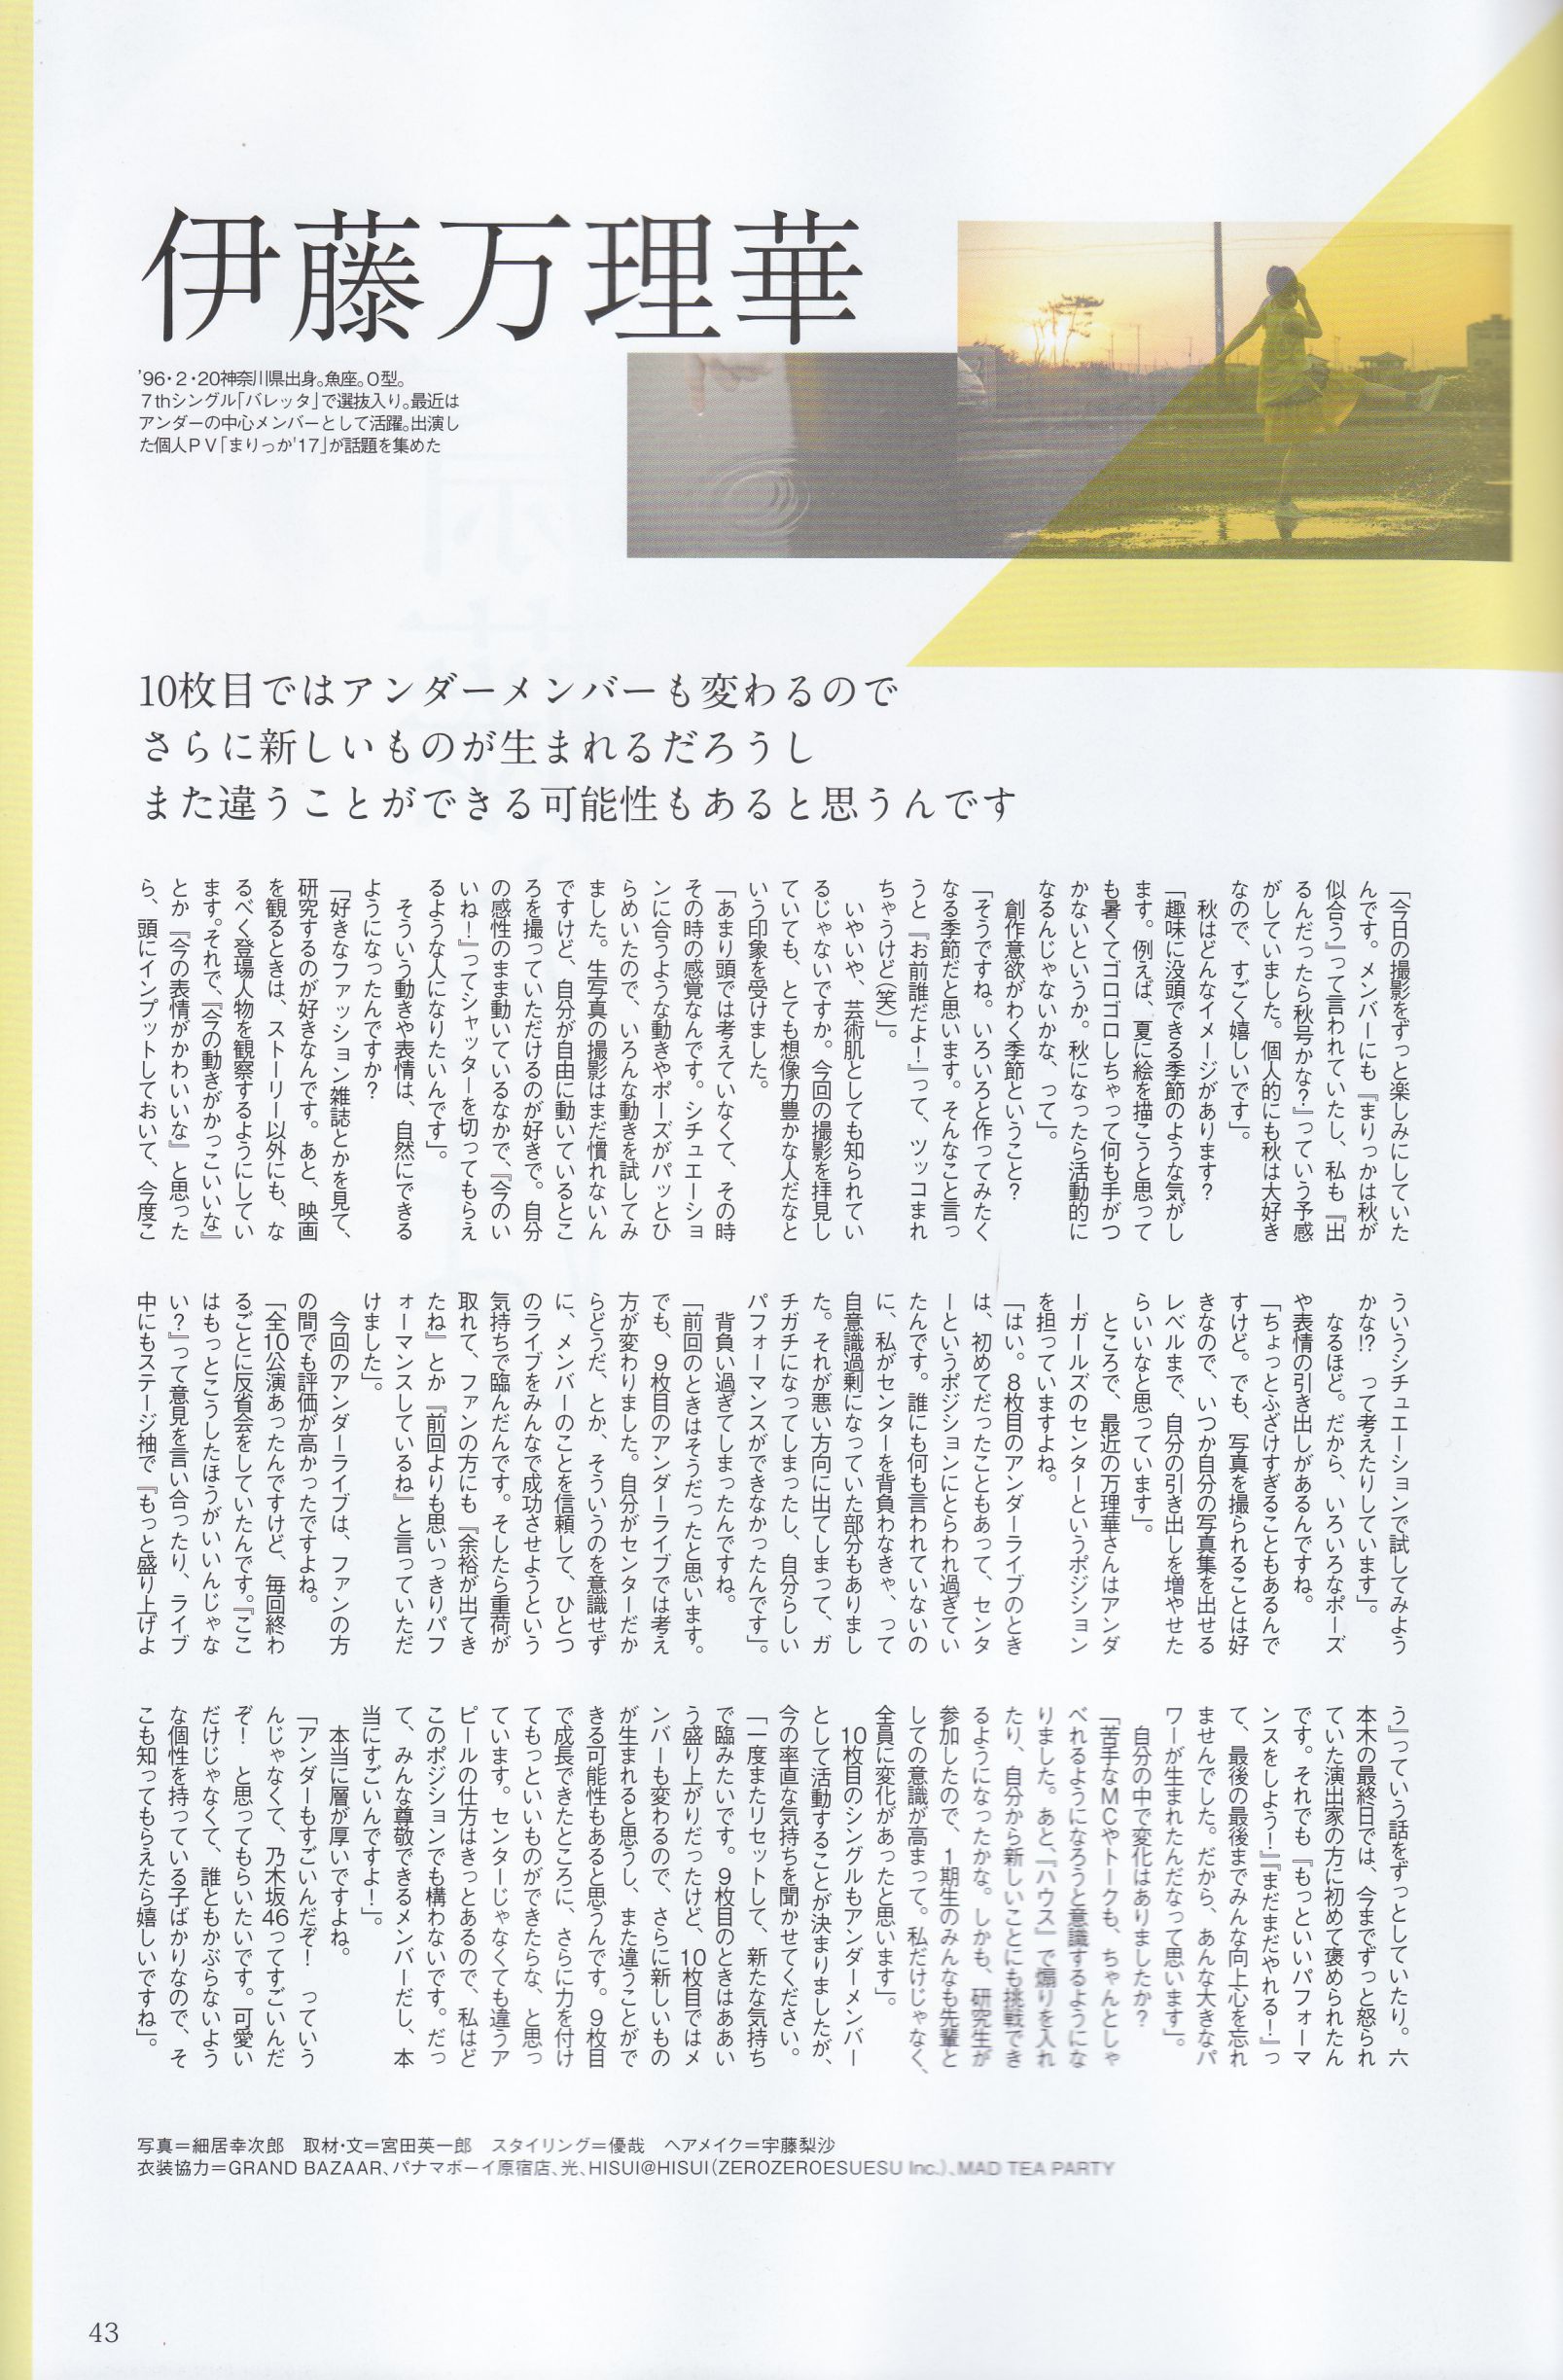 伊藤万理華
'96・2・20神奈川県出身。魚座。O型。
7thシングル「バレッタ」で選抜入り。最近は
アンダーの中心メンバーとして活躍。出演し
た個人PV「まりっか'17」が話題を集めた
10枚目ではアンダーメンバーも変わるので
さらに新しいものが生まれるだろうし
また違うことができる可能性もあると思うんです
「今日の撮影をずっと楽しみにしていた
んです。メンバーにも『まりっかは秋が
似合う』って言われていたし、私も『出
るんだったら秋号かな?』っていう予感
がしていました。個人的にも秋は大好き
なので、すごく嬉しいです」。
秋はどんなイメージがあります?
「趣味に没頭できる季節のような気がし
ます。例えば、夏に絵を描こうと思って
も暑くてゴロゴロしちゃって何も手がつ
かないというか。秋になったら活動的に
なるんじゃないかな、って」。
創作意欲がわく季節ということ?
「そうですね。いろいろと作ってみたく
なる季節だと思います。そんなこと言っ
うと『お前誰だよ!』って、ツッコまれ
ちゃうけど(笑)」。
いやいや、芸術肌としても知られてい
るじゃないですか。今回の撮影を拝見し
ていても、とても想像力豊かな人だなと
いう印象を受けました。
「あまり頭では考えていなくて、その時
その時の感覚なんです。シチュエーショ
ンに合うような動きやポーズがパッとひ
らめいたので、いろんな動きを試してみ
ました。生写真の撮影はまだ慣れないん
ですけど、自分が自由に動いているとこ
ろを撮っていただけるのが好きで。自分
の感性のまま動いているなかで、『今のい
いね!』ってシャッターを切ってもらえ
るような人になりたいんです」。
そういう動きや表情は、自然にできる
ようになったんですか?
「好きなファッション雑誌とかを見て、
研究するのが好きなんです。あと、映画
を観るときは、ストーリー以外にも、な
るべく登場人物を観察するようにしてい
ます。それで、『今の動きがかっこいいな』
とか『今の表情がかわいいな』と思った
ら、頭にインプットしておいて、今度こ
ういうシチュエーションで試してみよう
かな!? って考えたりしています」。
なるほど。だから、いろいろなポーズ
や表情の引き出しがあるんですね。
「ちょっとふざけすぎることもあるんで
すけど。でも、写真を撮られることは好
きなので、いつか自分の写真集を出せる
レベルまで、自分の引き出しを増やせた
らいいなと思っています」。
ところで、最近の万理華さんはアンダ
ーガールズのセンターというポジション
を担っていますよね。
「はい。8枚目のアンダーライブのとき
は、初めてだったこともあって、センタ
ーというポジションにとらわれ過ぎてい
たんです。誰にも何も言われていないの
に、私がセンターを背負わなきゃ、って
自意識過剰になっていた部分もありまし
た。それが悪い方向に出てしまって、ガ
チガチになってしまったし、自分らしい
パフォーマンスができなかったんです」。
背負い過ぎてしまったんですね。
「前回のときはそうだったと思います。
でも、9枚目のアンダーライブでは考え
方が変わりました。自分がセンターだか
らどうだ、とか、そういうのを意識せず
に、メンバーのことを信頼して、ひとつ
のライブをみんなで成功させようという
気持ちで臨んだんです。そしたら重荷が
取れて、ファンの方にも『余裕が出てき
たね』とか『前回よりも思いっきりパフ
ォーマンスしているね』と言っていただ
けました」。
今回のアンダーライブは、ファンの方
の間でも評価が高かったですよね。
「全10公演あったんですけど、毎回終わ
るごとに反省会をしていたんです。『ここ
はもっとこうしたほうがいいんじゃな
い?』って意見を言い合ったり、ライブ
中にもステージ袖で『もっと盛り上げよ
う』っていう話をずっとしていたり。六
本木の最終日では、今までずっと怒られ
ていた演出家の方に初めて褒められたん
です。それでも『もっといいパフォーマ
ンスをしよう!』『まだまだやれる!』っ
て、最後の最後までみんな向上心を忘れ
ませんでした。だから、あんな大きなパ
ワーが生まれたんだなって思います」。
自分の中で変化はありましたか?
「苦手なMCやトークも、ちゃんとしゃ
べれるようになろうと意識するようにな
りました。あと、『ハウス』で煽りを入れ
たり、自分から新しいことにも挑戦でき
るようになったかな。しかも、研究生が
参加したので、1期生のみんなも先輩と
しての意識が高まって。私だけじゃなく、
全員に変化があったと思います」。
10枚目のシングルもアンダーメンバー
として活動することが決まりましたが、
今の率直な気持ちを聞かせてください。
「一度またリセットして、新たな気持ち
で臨みたいです。9枚目のときはああい
う盛り上がりだったけど、10枚目ではメ
ンバーも変わるので、さらに新しいもの
が生まれると思うし、また違うことがで
きる可能性もあると思うんです。9枚目
で成長できたところに、さらに力を付け
てもっといいものができたらな、と思っ
ています。センターじゃなくても違うア
ピールの仕方はきっとあるので、私はど
このポジションでも構わないです。だっ
て、みんな尊敬できるメンバーだし、本
当にすごいんですよ!」。
本当に層が厚いですよね。
「アンダーもすごいんだぞ! っていう
んじゃなくて、乃木坂46ってすごいんだ
ぞ! と思ってもらいたいです。可愛い
だけじゃなくて、誰ともかぶらないよう
な個性を持っている子ばかりなので、そ
こも知ってもらえたら嬉しいですね」。
写真=細居幸次郎 取材・文=宮田英一郎 スタイリング=優哉 ヘアメイク=宇藤梨沙
衣装協力=GRAND BAZAAR、パナマボーイ原宿店、光、HISUI@HISUI(ZEROZEROESUESU Inc.)、MAD TEA PARTY
43